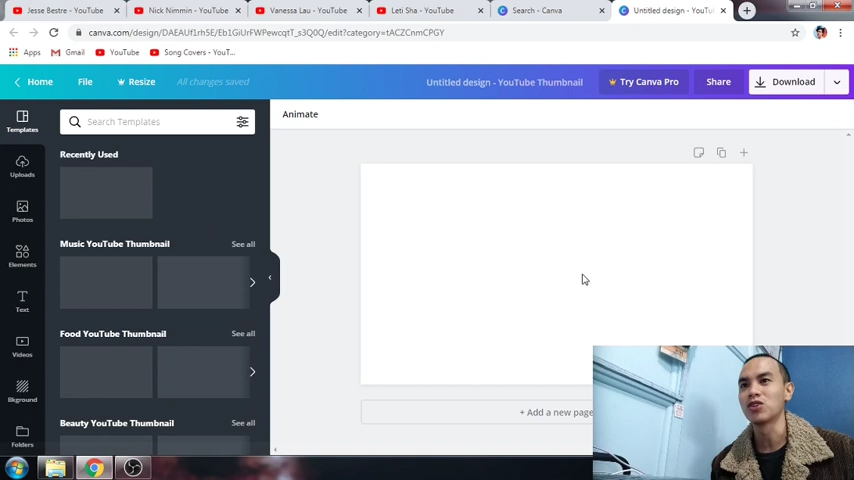 Jesse Bestre - YouTube
Nick Nimmin - YouTube
Vanessa Lau - YouTube
Leti Sha - YouTube
Search - Canva
Untitled design - YouTube Thumb
canva.com/design/DAEAUf1rh5E/Eb1GiUrFWPewcqtT_s3Q0Q/edit?category=tACZCnmCPGY
Apps
Gmail
YouTube
Song Covers - YouT...
Home
File
Resize
All changes saved
Untitled design - YouTube Thumbnail
Try Canva Pro
Share
Download
Templates
Uploads
Photos
Elements
Text
Videos
Bkground
Folders
Search Templates
Recently Used
Music YouTube Thumbnail
See all
Food YouTube Thumbnail
See all
Beauty YouTube Thumbnail
See all
Animate
+ Add a new page